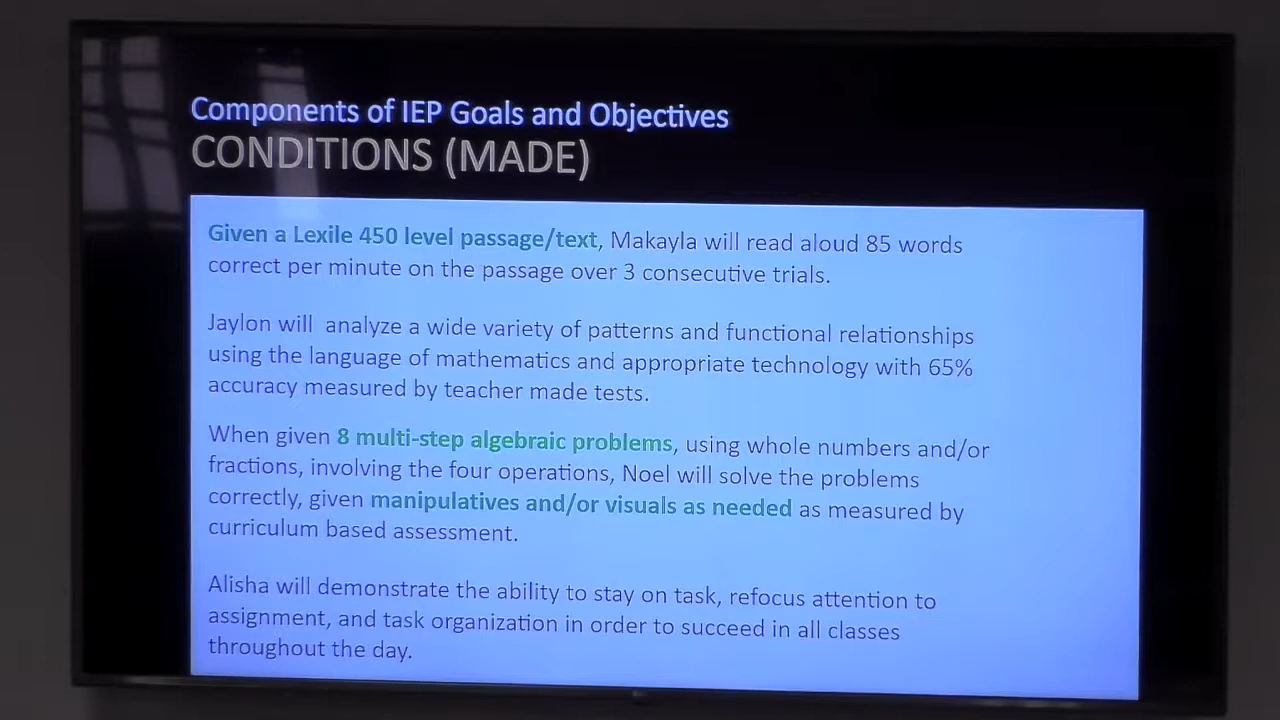 Components of IEP Goals and Objectives
CONDITIONS (MADE)
Given a Lexile 450 level passage/text, Makayla will read aloud 85 words
correct per minute on the passage over 3 consecutive trials.
Jaylon will analyze a wide variety of patterns and functional relationships
using the language of mathematics and appropriate technology with 65%
accuracy measured by teacher made tests.
When given 8 multi-step algebraic problems, using whole numbers and/or
fractions, involving the four operations, Noel will solve the problems
correctly, given manipulatives and/or visuals as needed as measured by
curriculum based assessment.
Alisha will demonstrate the ability to stay on task, refocus attention to
assignment, and task organization in order to succeed in all classes
throughout the day.